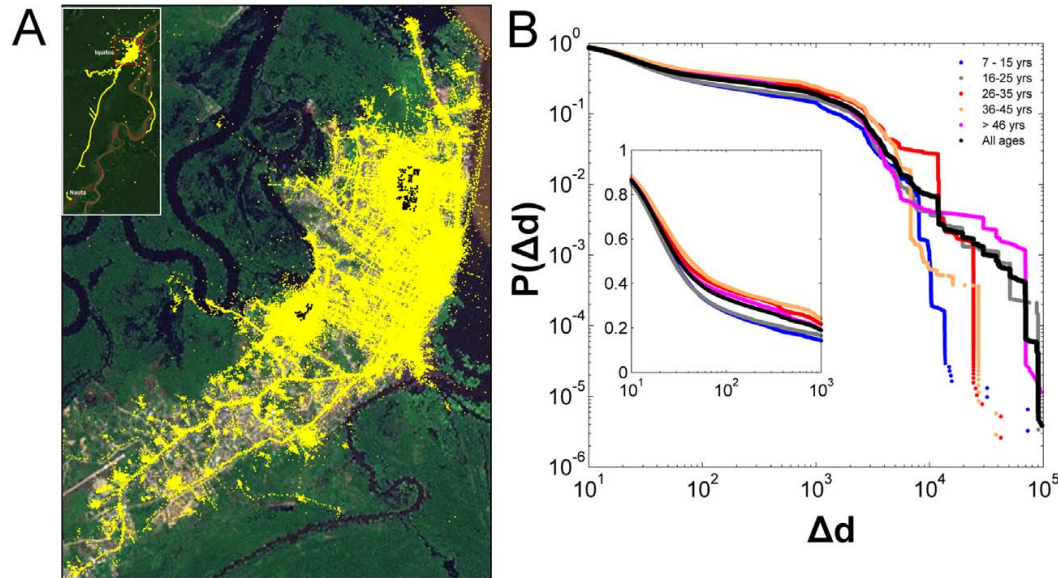 A
Iquitos
Nauta
B
P(Δd)
10^0
10^-1
10^-2
10^-3
10^-4
10^-5
10^-6
7 - 15 yrs
16-25 yrs
26-35 yrs
36-45 yrs
> 46 yrs
All ages
1
0.8
0.6
0.4
0.2
0
10^1
10^2
10^3
10^1
10^2
10^3
10^4
10^5
Δd